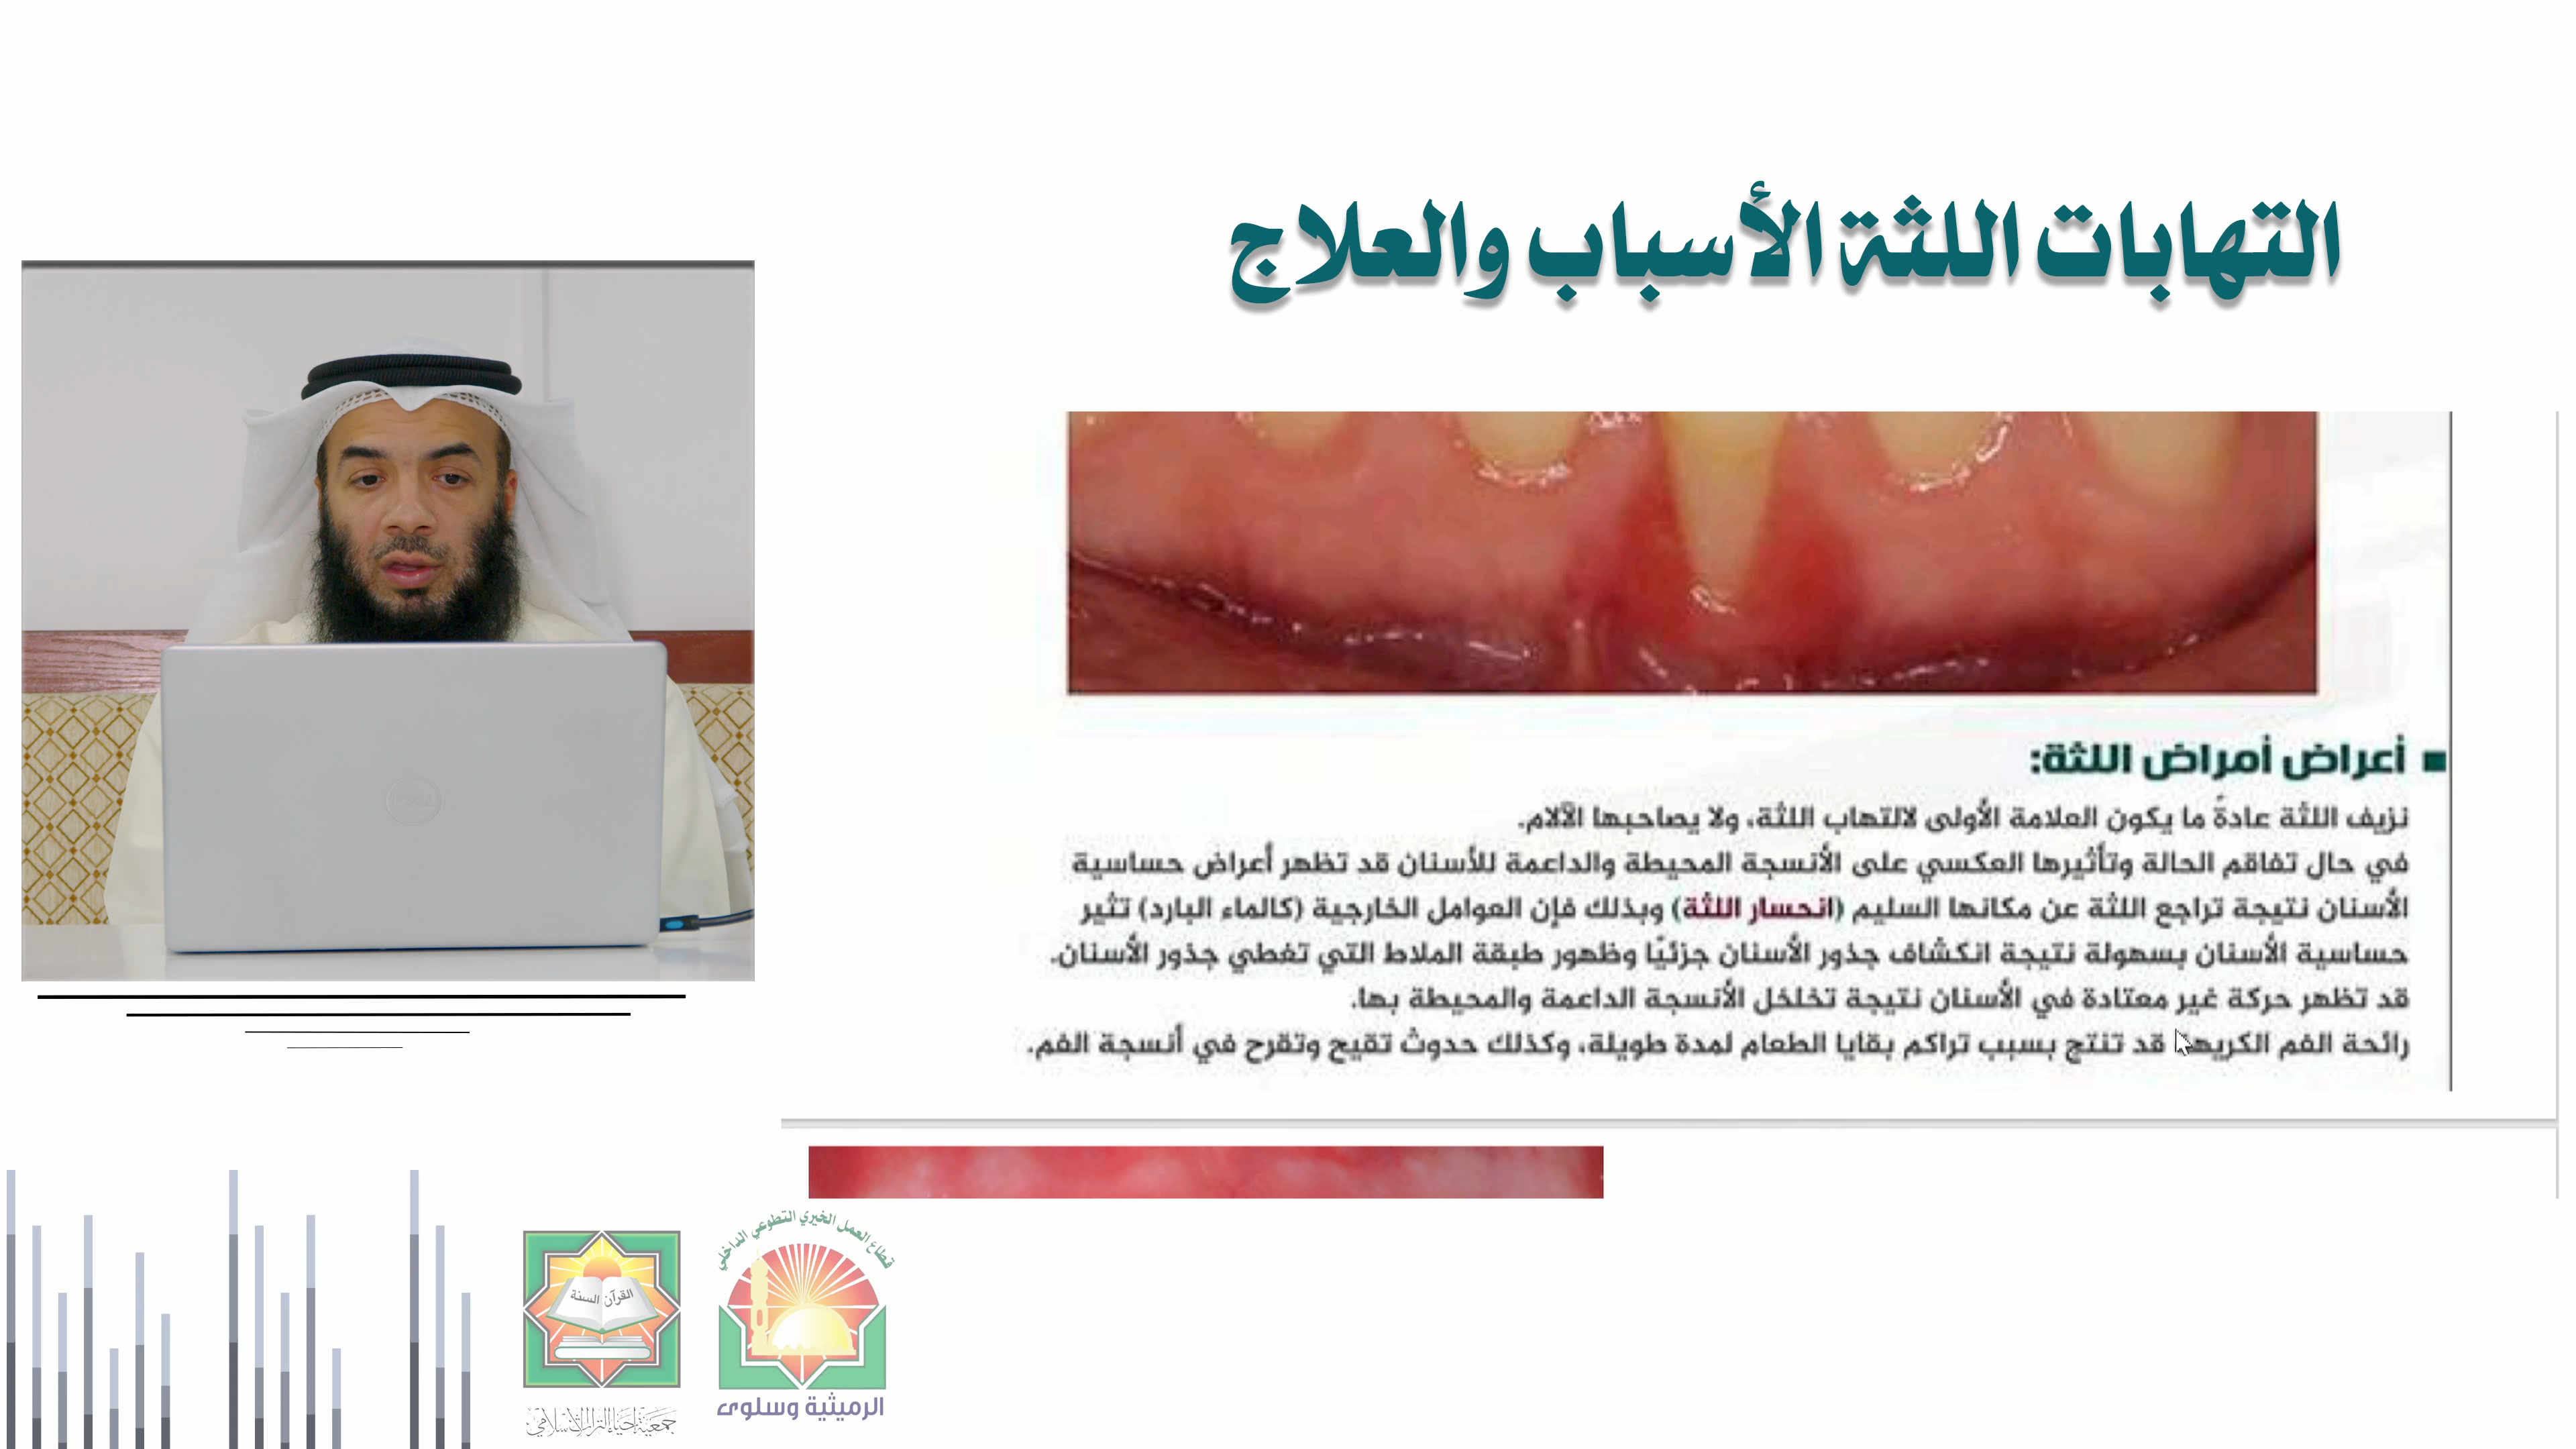 التهابات اللثة الأسباب والعلاج
■ أعراض أمراض اللثة:
نزيف اللثة عادةً ما يكون العلامة الأولى لالتهاب اللثة، ولا يصاحبها الآلام.
في حال تفاقم الحالة وتأثيرها العكسي على الأنسجة المحيطة والداعمة للأسنان قد تظهر أعراض حساسية
الأسنان نتيجة تراجع اللثة عن مكانها السليم (انحسار اللثة) وبذلك فإن العوامل الخارجية (كالماء البارد) تثير
حساسية الأسنان بسهولة نتيجة انكشاف جذور الأسنان جزئيًا وظهور طبقة الملاط التي تغطي جذور الأسنان.
قد تظهر حركة غير معتادة في الأسنان نتيجة تخلخل الأنسجة الداعمة والمحيطة بها.
رائحة الفم الكريهة قد تنتج بسبب تراكم بقايا الطعام لمدة طويلة، وكذلك حدوث تقيح وتقرح في أنسجة الفم.
قطاع العمل الخيري التطوعي الداخلي
القرآن السنة
الرميثية وسلوى
جمعية إحياء التراث الإسلامي